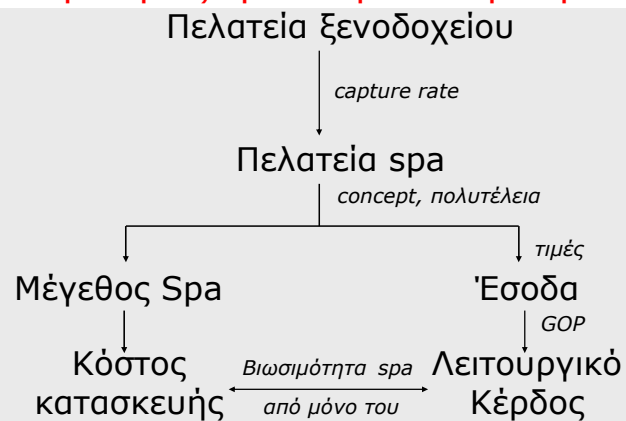 Πελατεία ξενοδοχείου
capture rate
Πελατεία spa
concept, πολυτέλεια
τιμές
Μέγεθος Spa
Έσοδα
GOP
Κόστος
κατασκευής
Βιωσιμότητα spa
από μόνο του
Λειτουργικό
Κέρδος